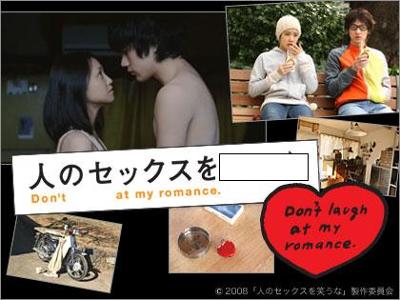 人のセックスを
Don't at my romance.
Don't laugh
at my
romance.
© 2008「人のセックスを笑うな」製作委員会